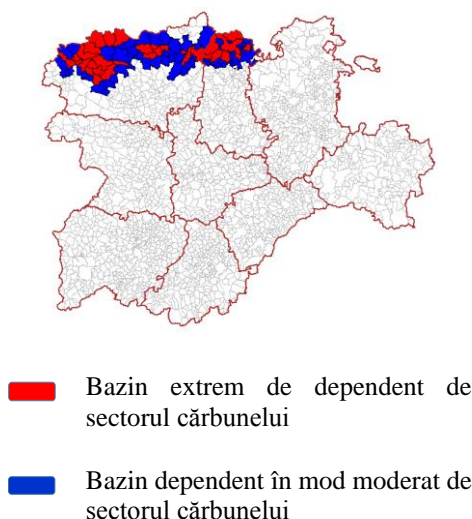 Bazin extrem de dependent de
sectorul cărbunelui
Bazin dependent în mod moderat de
sectorul cărbunelui